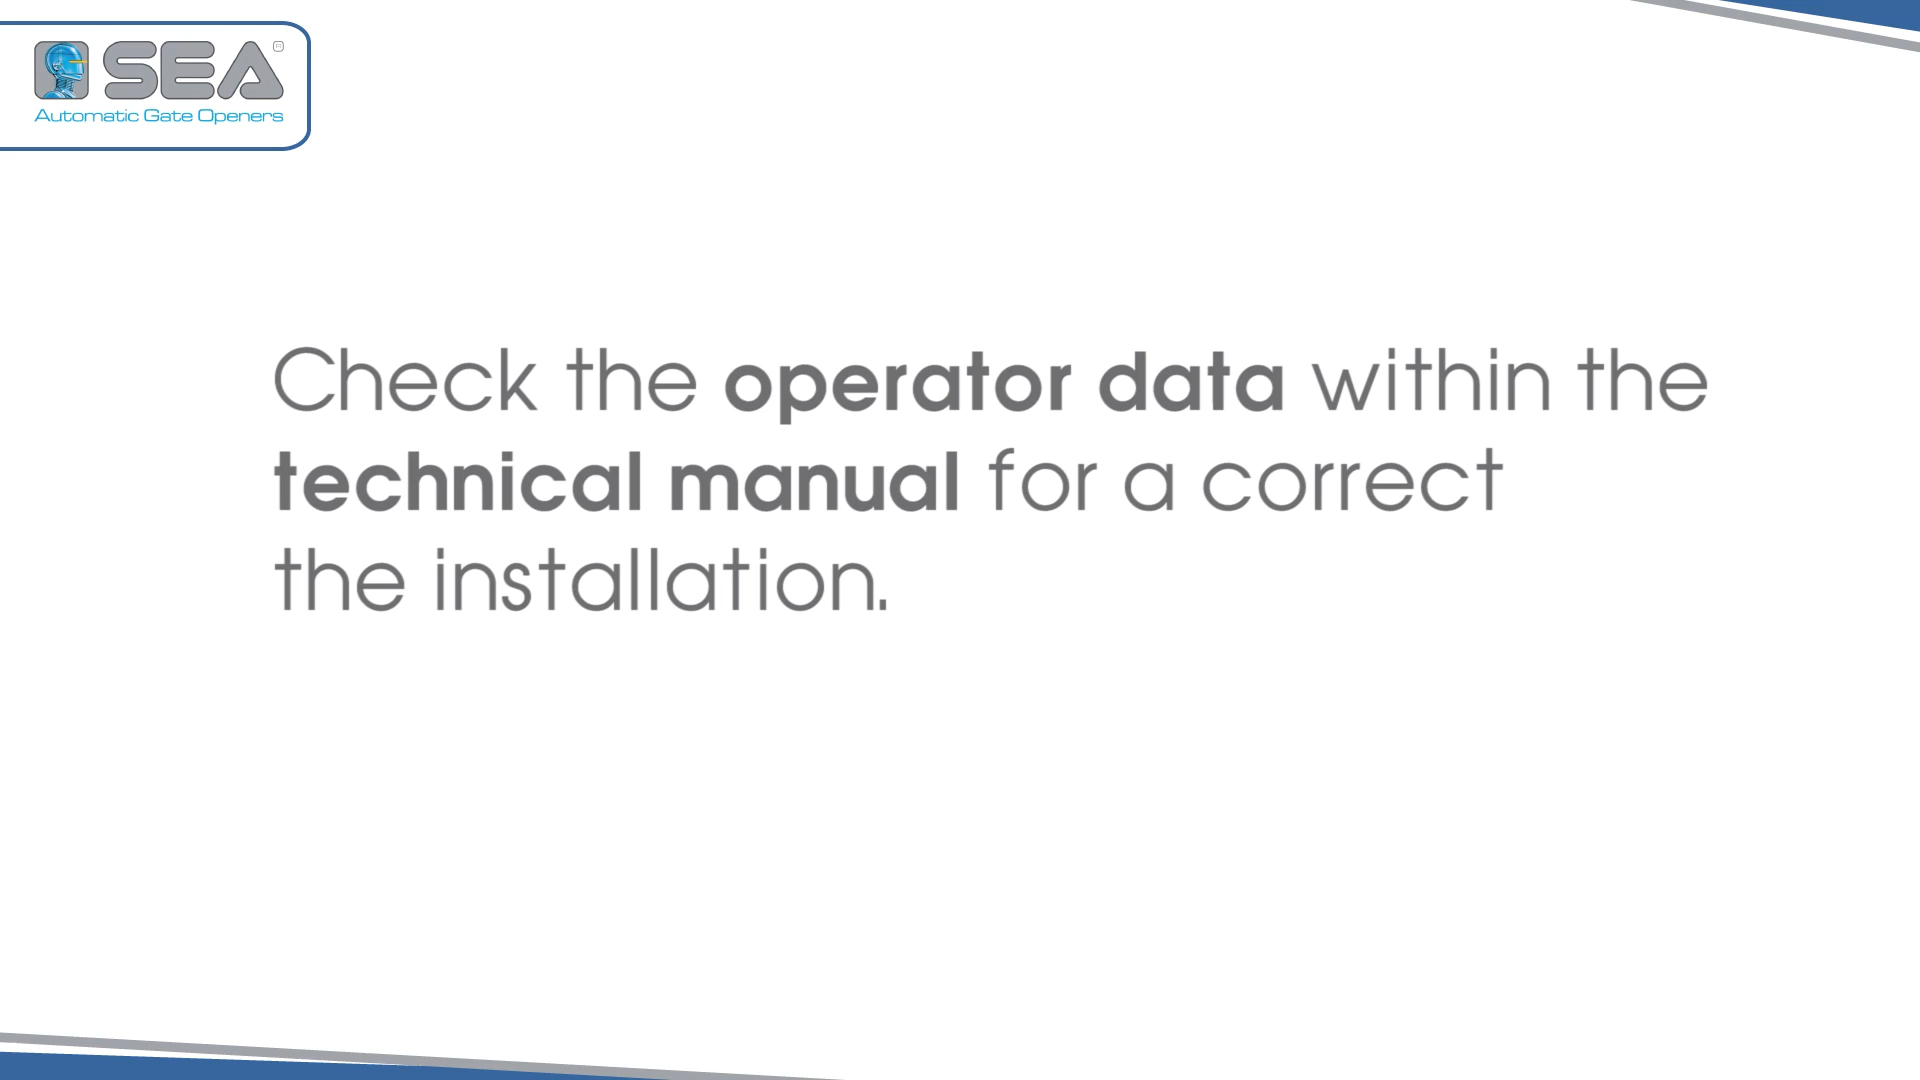 SEA®
Automatic Gate Openers
Check the operator data within the
technical manual for a correct
the installation.